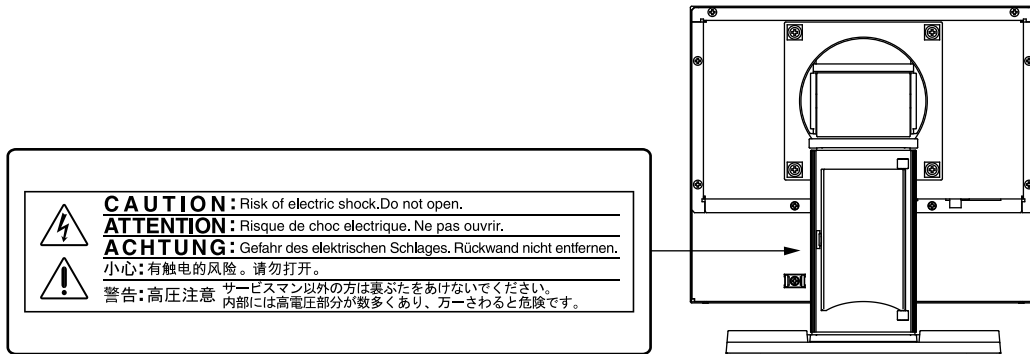 CAUTION: Risk of electric shock.Do not open.
ATTENTION: Risque de choc electrique. Ne pas ouvrir.
ACHTUNG: Gefahr des elektrischen Schlages. Rückwand nicht entfernen.
小心:有触电的风险。请勿打开。
警告:高圧注意 サービスマン以外の方は裏ぶたをあけないでください。
内部には高電圧部分が数多くあり、万一さわると危険です。